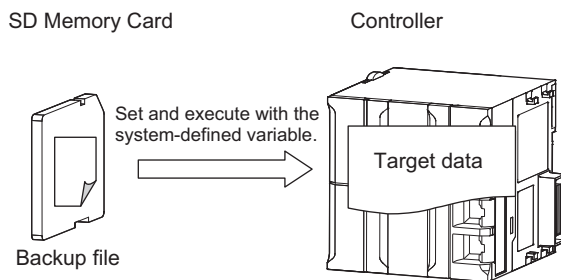 SD Memory Card
Controller
Set and execute with the
system-defined variable.
Target data
Backup file